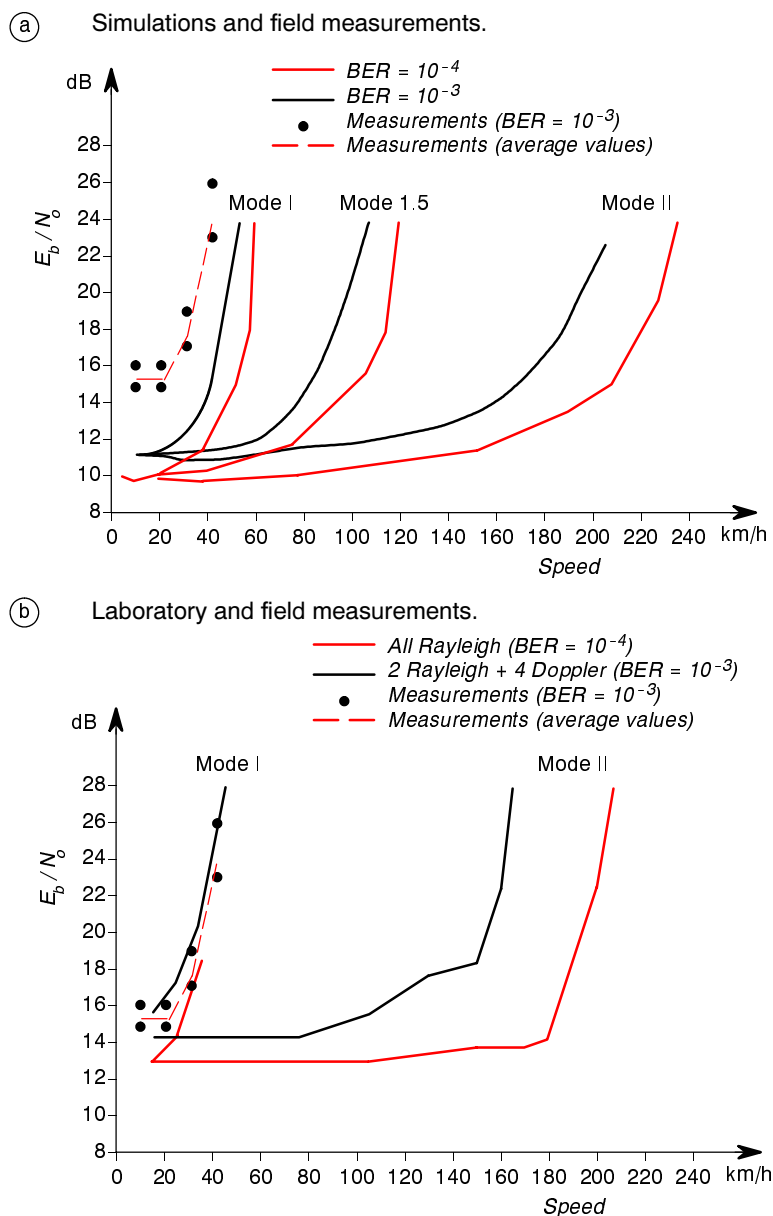 a Simulations and field measurements.
dB
BER = 10⁻⁴
BER = 10⁻³
Measurements (BER = 10⁻³)
Measurements (average values)
28
26
24
22
20
18
16
14
12
10
8
E_b / N_o
Mode I
Mode 1.5
Mode II
0 20 40 60 80 100 120 140 160 180 200 220 240 km/h
Speed
b Laboratory and field measurements.
All Rayleigh (BER = 10⁻⁴)
2 Rayleigh + 4 Doppler (BER = 10⁻³)
Measurements (BER = 10⁻³)
Measurements (average values)
dB
Mode I
Mode II
28
26
24
22
20
18
16
14
12
10
8
E_b / N_o
0 20 40 60 80 100 120 140 160 180 200 220 240 km/h
Speed